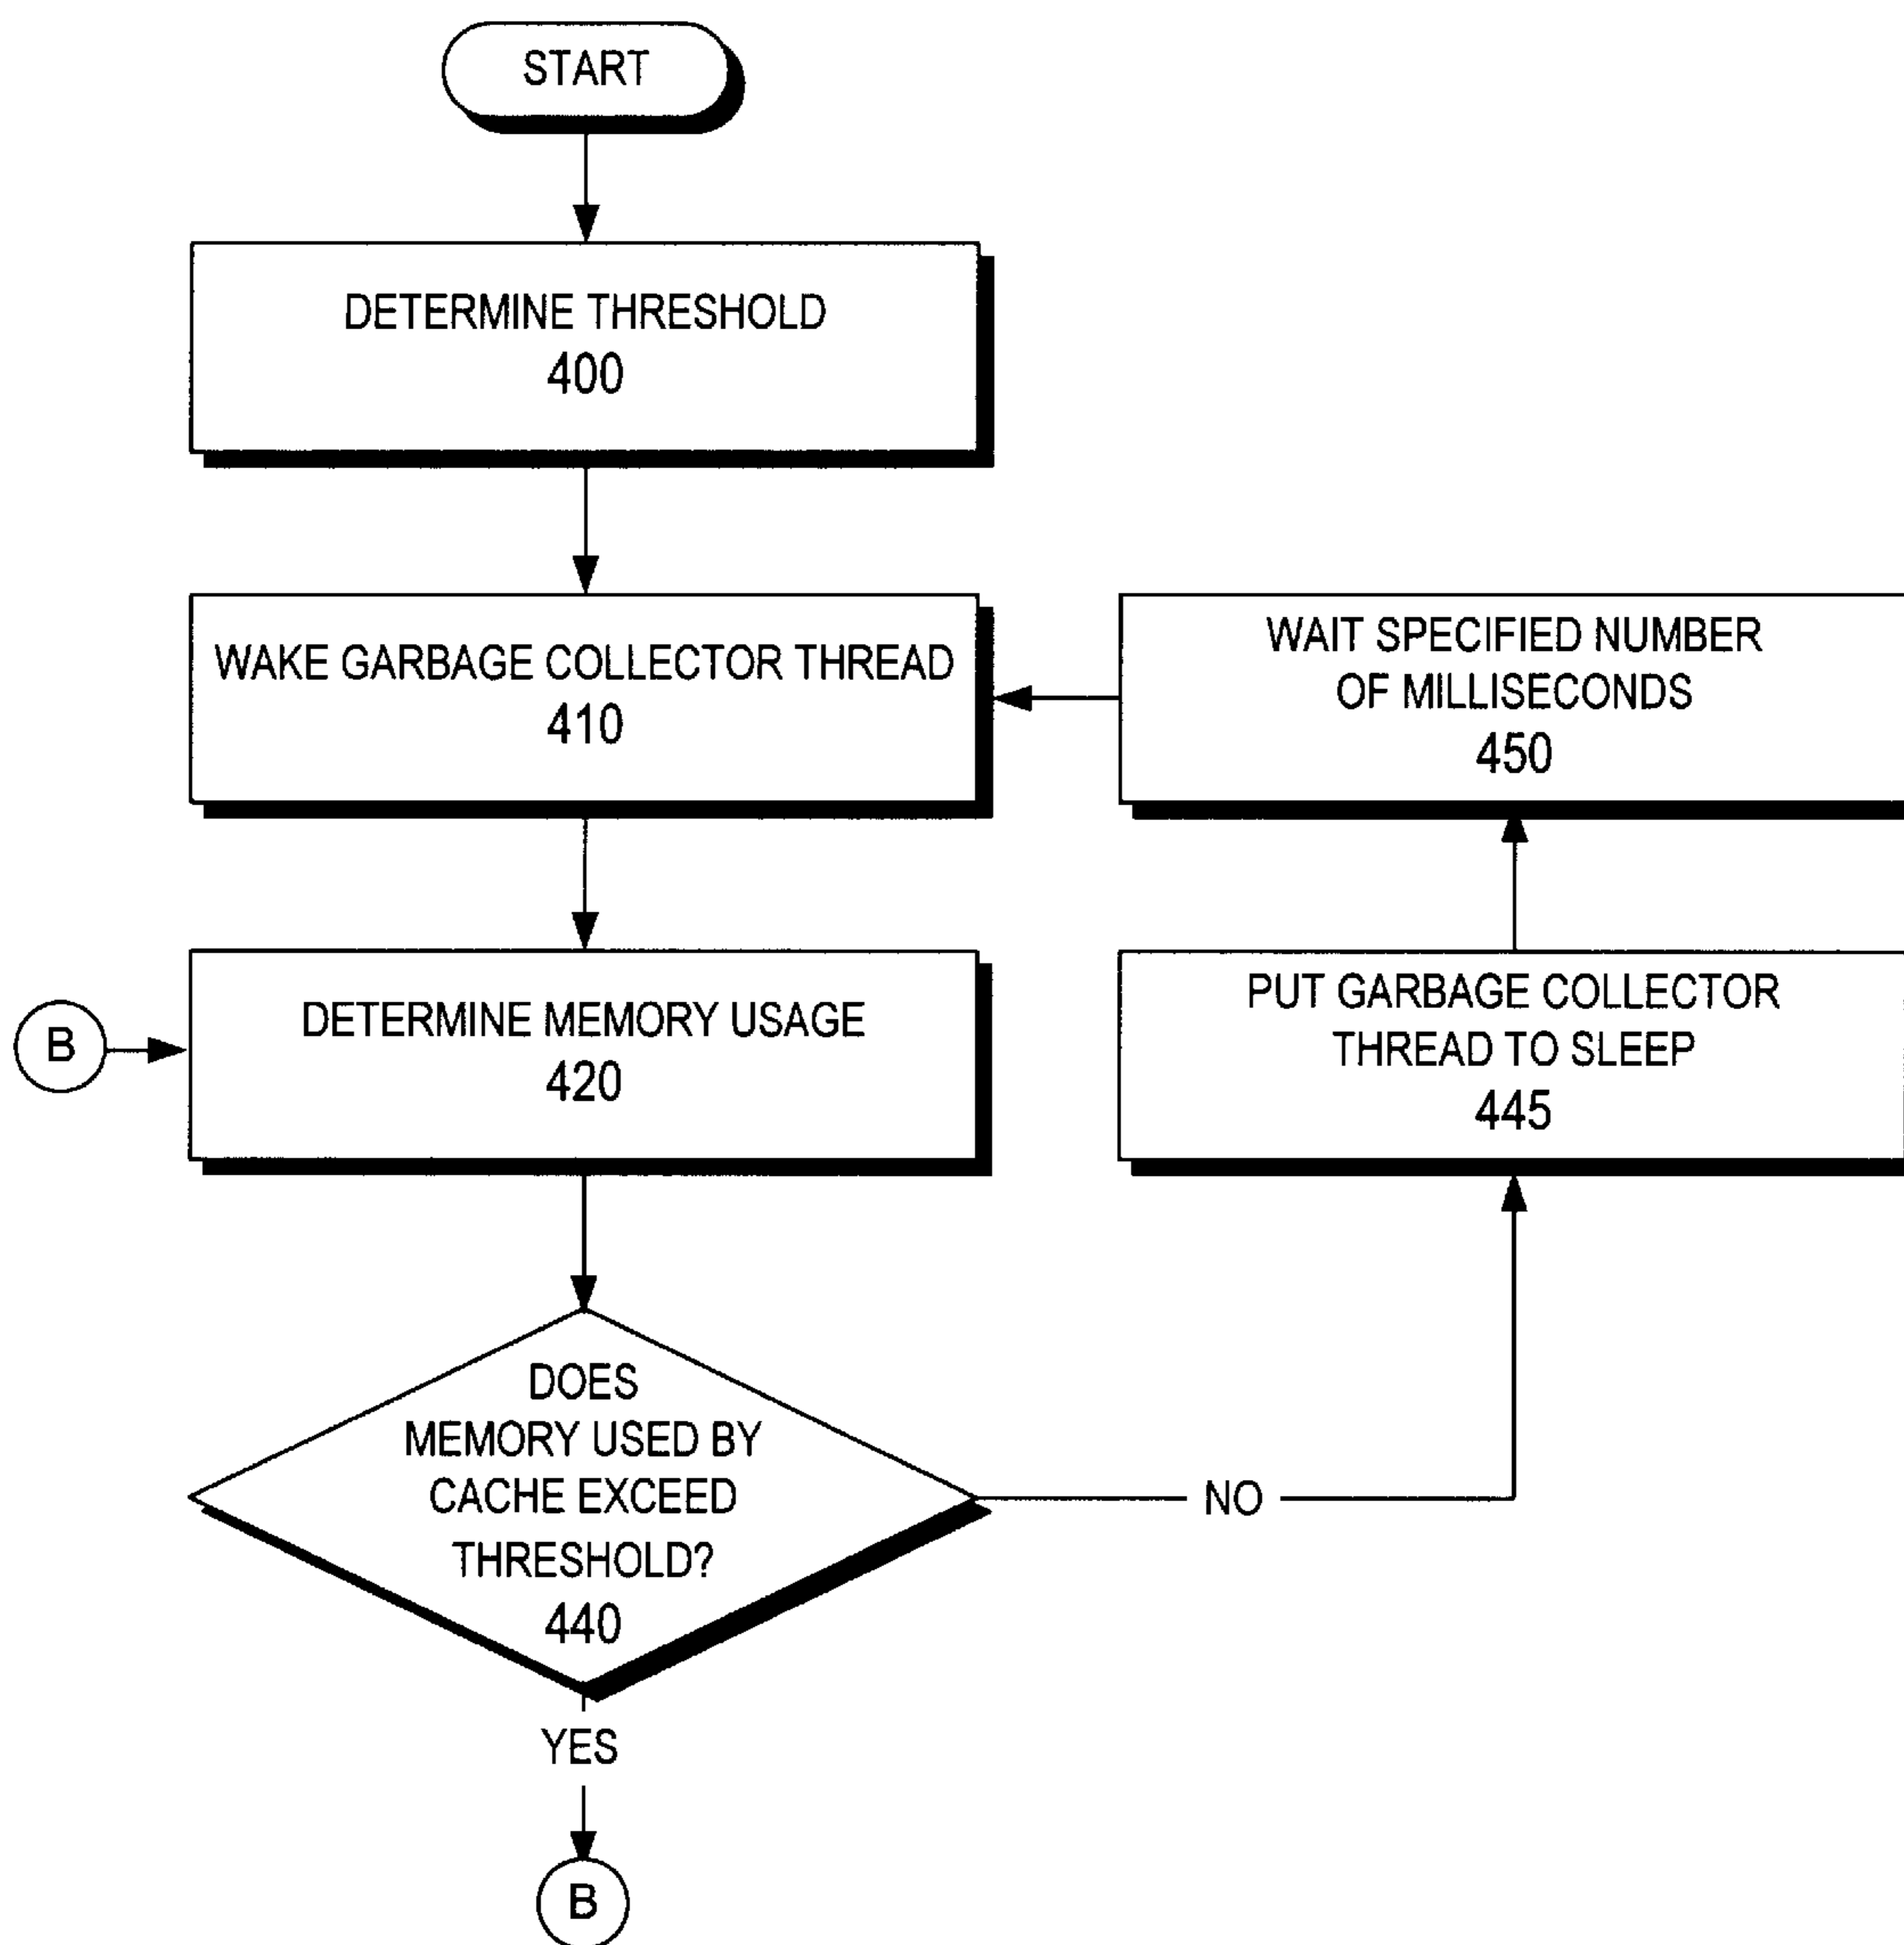 START
DETERMINE THRESHOLD
400
WAKE GARBAGE COLLECTOR THREAD
410
WAIT SPECIFIED NUMBER
OF MILLISECONDS
450
B
DETERMINE MEMORY USAGE
420
PUT GARBAGE COLLECTOR
THREAD TO SLEEP
445
DOES
MEMORY USED BY
CACHE EXCEED
THRESHOLD?
440
NO
YES
B